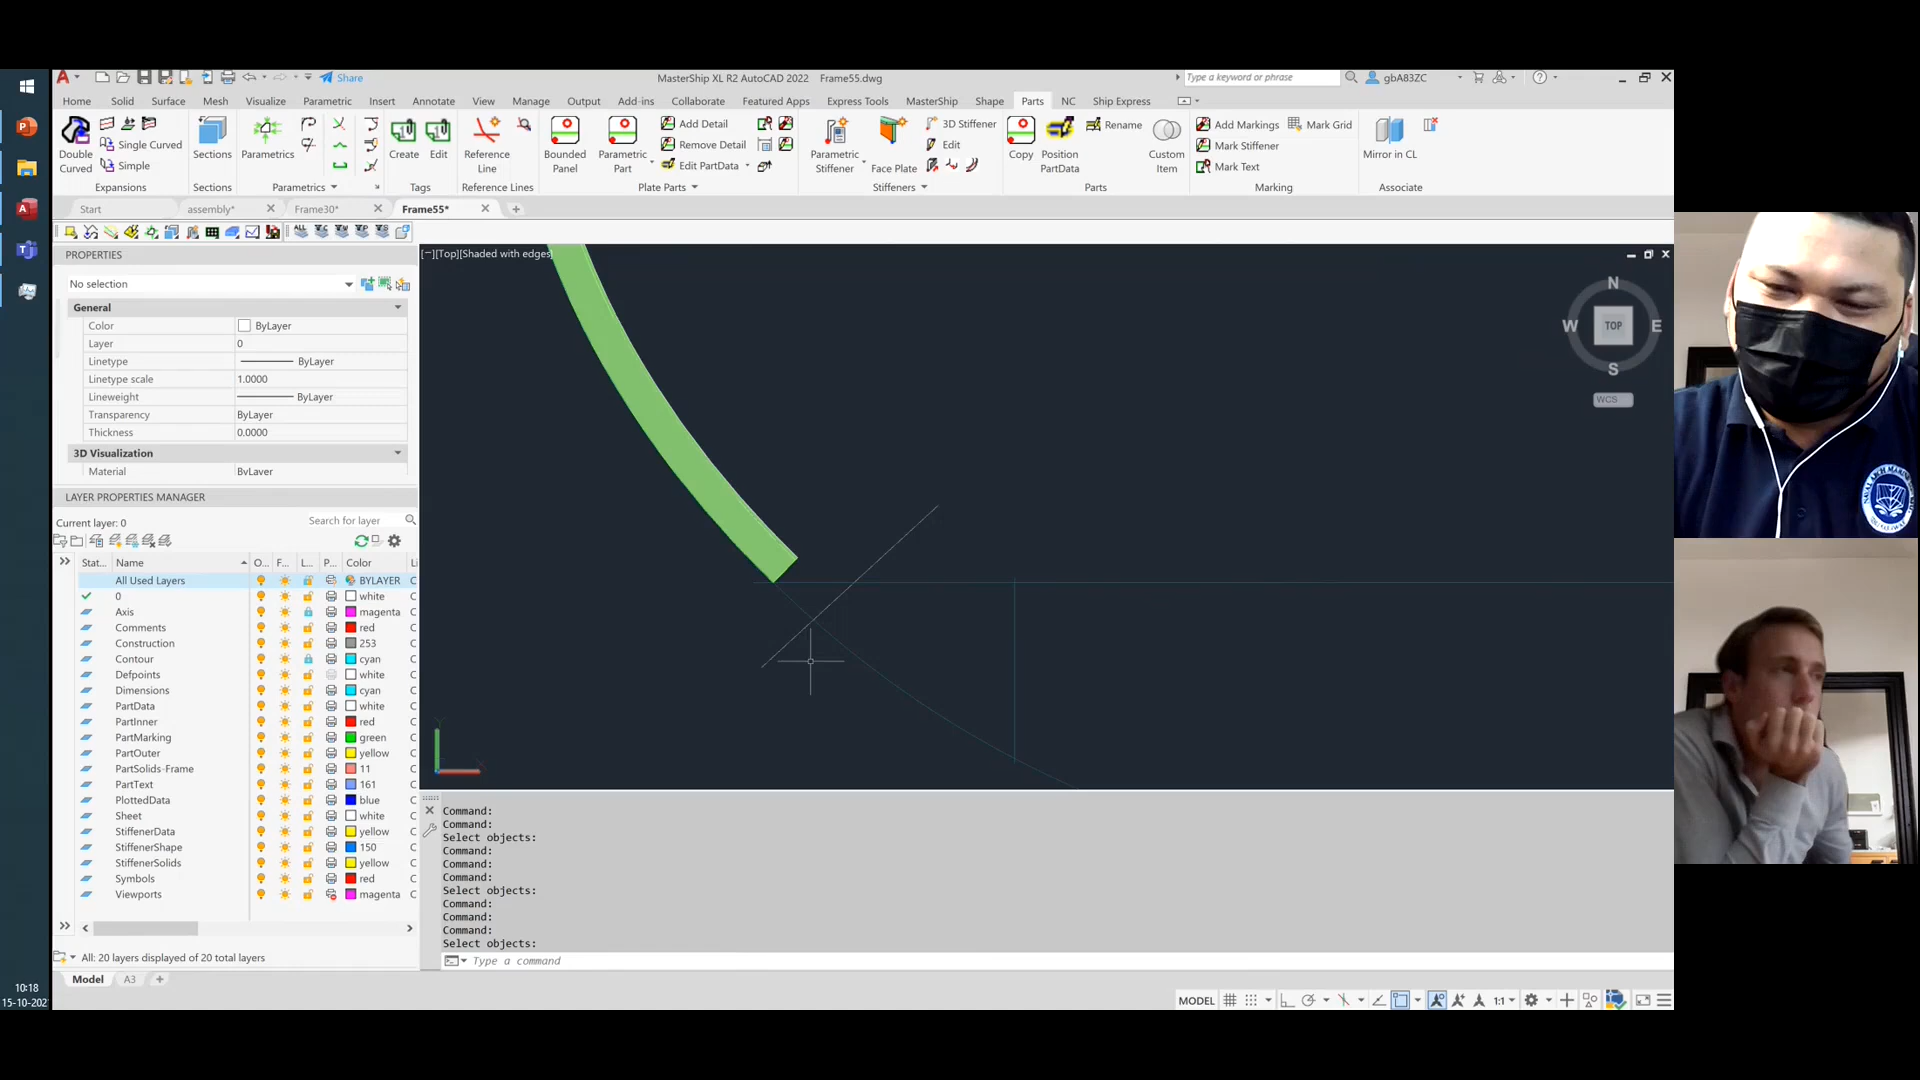 Share
MasterShip XL R2 AutoCAD 2022 Frame55.dwg
Type a keyword or phrase
gbA83ZC
Home Solid Surface Mesh Visualize Parametric Insert Annotate View Manage Output Add-ins Collaborate Featured Apps Express Tools MasterShip Shape Parts NC Ship Express
Double Curved
Single Curved
Simple
Sections
Parametrics
Create
Edit
Reference Line
Bounded Panel
Parametric Part
Add Detail
Remove Detail
Edit PartData
Parametric Stiffener
Face Plate
3D Stiffener
Edit
Copy
Position PartData
Rename
Custom Item
Add Markings
Mark Grid
Mark Stiffener
Mark Text
Mirror in CL
Expansions Sections Parametrics Tags Reference Lines Plate Parts Stiffeners Parts Marking Associate
Start assembly* Frame30* Frame55*
PROPERTIES
No selection
General
Color ByLayer
Layer 0
Linetype ByLayer
Linetype scale 1.0000
Lineweight ByLayer
Transparency ByLayer
Thickness 0.0000
3D Visualization
Material ByLayer
LAYER PROPERTIES MANAGER
Current layer: 0
Search for layer
Stat... Name O... F... L... P... Color Li
All Used Layers BYLAYER C
0 white C
Axis magenta C
Comments red C
Construction 253 C
Contour cyan C
Defpoints white C
Dimensions cyan C
PartData white C
PartInner red C
PartMarking green C
PartOuter yellow C
PartSolids-Frame 11 C
PartText 161 C
PlottedData blue C
Sheet white C
StiffenerData yellow C
StiffenerShape 150 C
StiffenerSolids yellow C
Symbols red C
Viewports magenta C
All: 20 layers displayed of 20 total layers
Model A3
[−][Top][Shaded with edges]
N
W TOP E
S
WCS
Command:
Command:
Select objects:
Command:
Command:
Command:
Select objects:
Command:
Command:
Command:
Select objects:
Type a command
MODEL
1:1
10:18
15-10-202